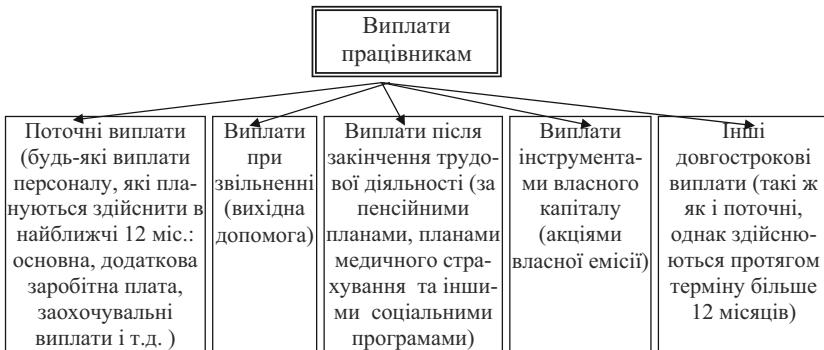 Виплати
працівникам
Поточні виплати
(будь-які виплати
персоналу, які пла-
нуються здійснити в
найближчі 12 міс.:
основна, додаткова
заробітна плата,
заохочувальні
виплати і т.д. )
Виплати
при
звільненні
(вихідна
допомога)
Виплати після
закінчення трудо-
вої діяльності (за
пенсійними
планами, планами
медичного стра-
хування та інши-
ми соціальними
програмами)
Виплати
інструмента-
ми власного
капіталу
(акціями
власної емісії)
Інші
довгострокові
виплати (такі ж
як і поточні,
однак здійсню-
ються протягом
терміну більше
12 місяців)